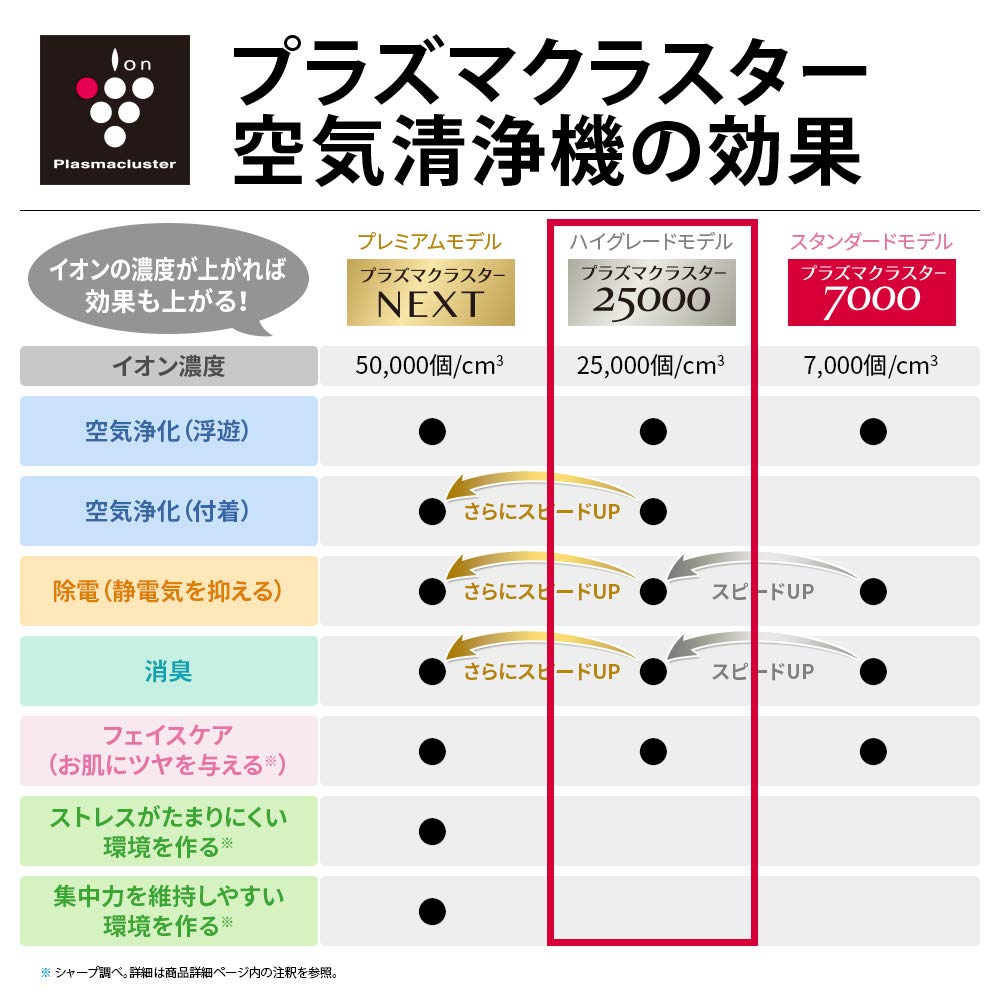 Ion
Plasmacluster
プラズマクラスター
空気清浄機の効果
イオンの濃度が上がれば
効果も上がる!
プレミアムモデル
プラズマクラスター
NEXT
ハイグレードモデル
プラズマクラスター
25000
スタンダードモデル
プラズマクラスター
7000
イオン濃度
50,000個/cm³
25,000個/cm³
7,000個/cm³
空気浄化(浮遊)
空気浄化(付着)
さらにスピードUP
除電(静電気を抑える)
さらにスピードUP
スピードUP
消臭
さらにスピードUP
スピードUP
フェイスケア
(お肌にツヤを与える※)
ストレスがたまりにくい
環境を作る※
集中力を維持しやすい
環境を作る※
※ シャープ調べ。詳細は商品詳細ページ内の注釈を参照。